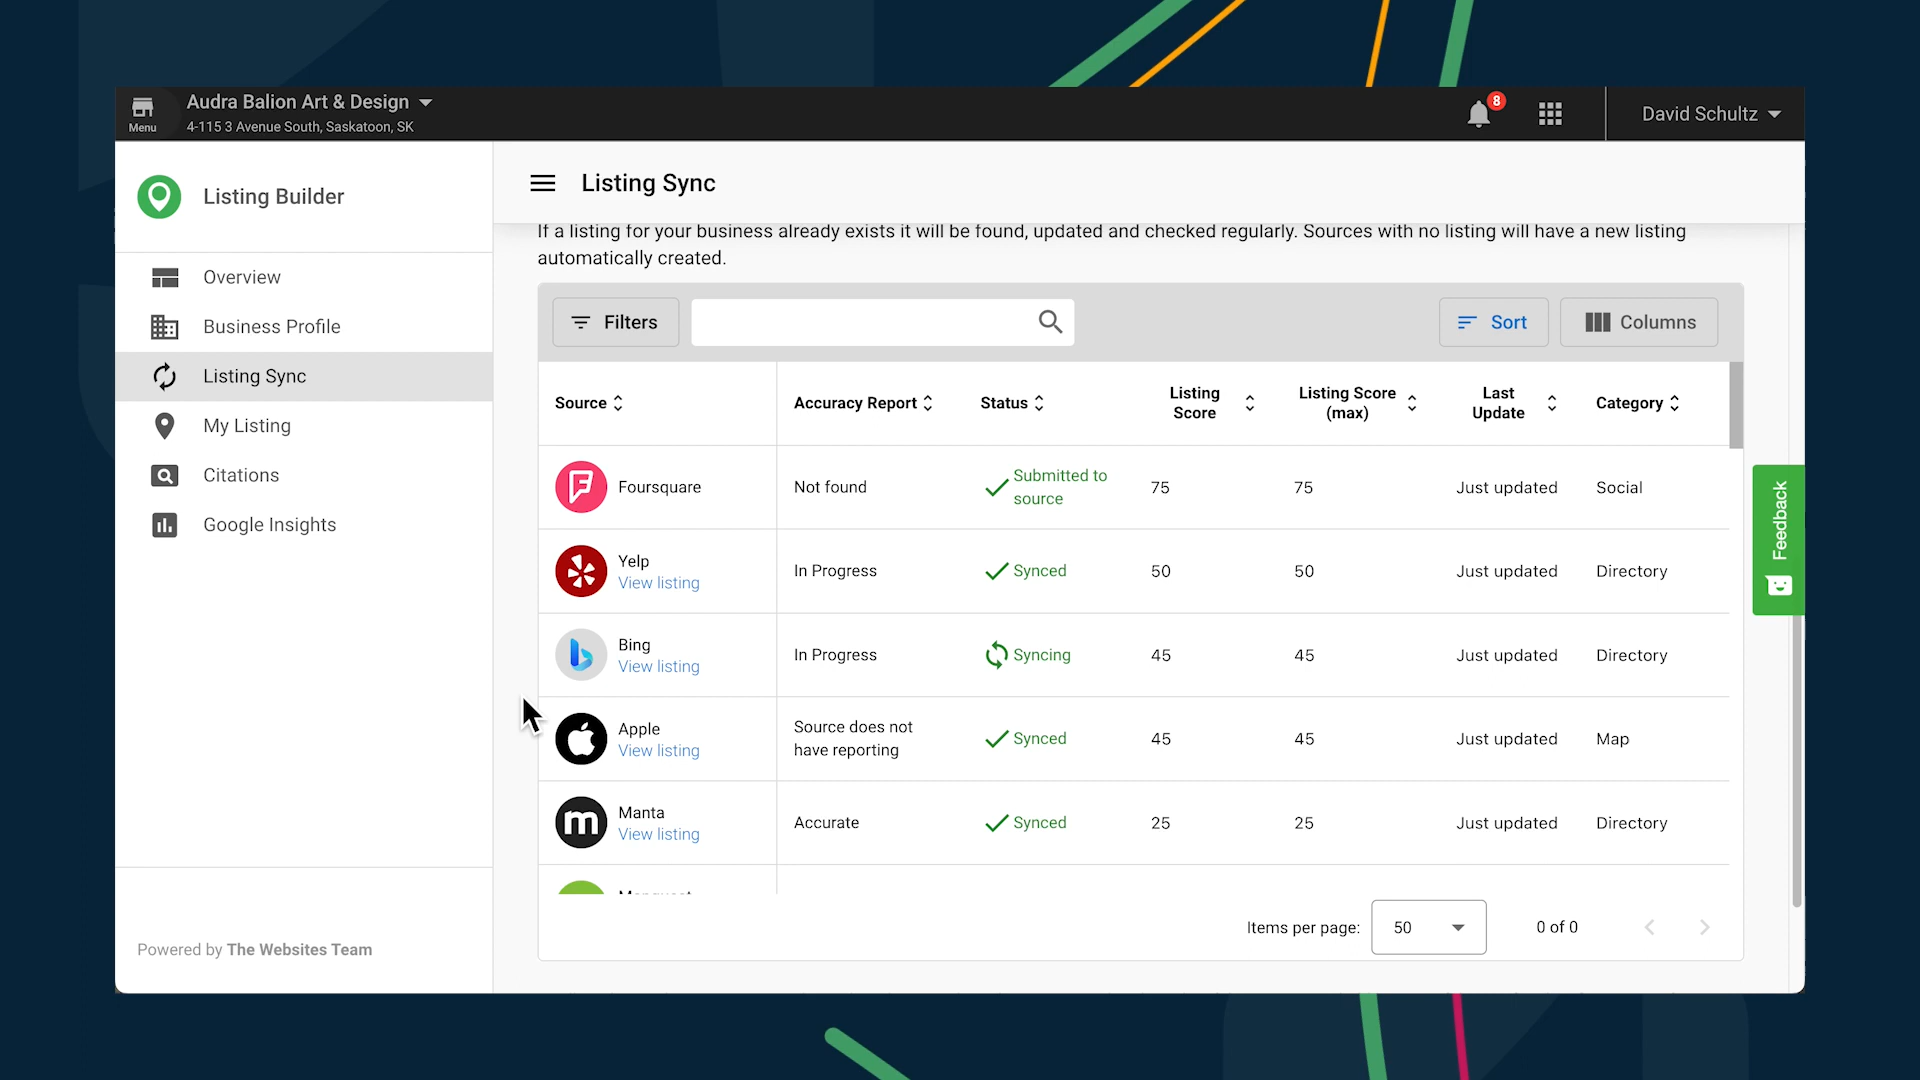 Menu
Audra Balion Art & Design
4-115 3 Avenue South, Saskatoon, SK
8
David Schultz
Listing Builder
Overview
Business Profile
Listing Sync
My Listing
Citations
Google Insights
Powered by The Websites Team
Listing Sync
If a listing for your business already exists it will be found, updated and checked regularly. Sources with no listing will have a new listing
automatically created.
Filters
Sort
Columns
Source
Accuracy Report
Status
Listing
Score
Listing Score
(max)
Last
Update
Category
Foursquare
Not found
Submitted to
source
75
75
Just updated
Social
Yelp
View listing
In Progress
Synced
50
50
Just updated
Directory
Bing
View listing
In Progress
Syncing
45
45
Just updated
Directory
Apple
View listing
Source does not
have reporting
Synced
45
45
Just updated
Map
m
Manta
View listing
Accurate
Synced
25
25
Just updated
Directory
Items per page:
50
0 of 0
Feedback